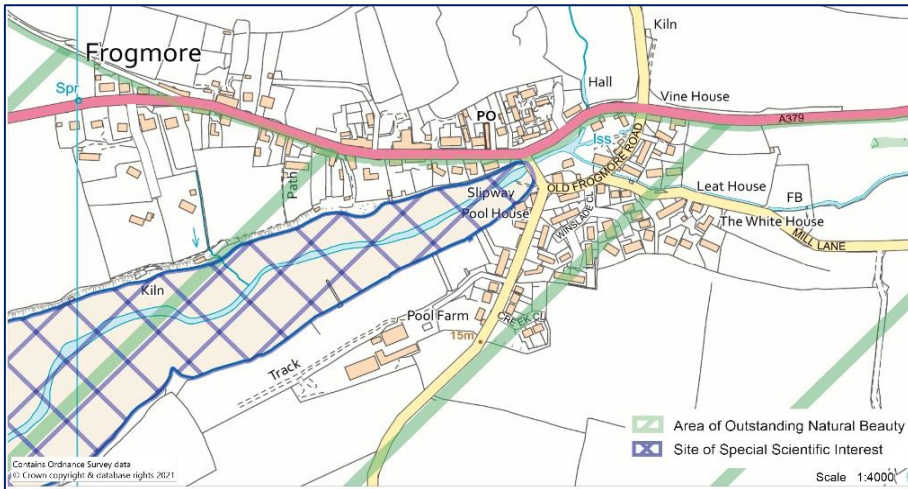 Frogmore
Kiln
Spr
Hall
Vine House
PO
A379
Iss
Path
OLD FROGMORE ROAD
Slipway
Leat House
Pool House
FB
WINSLADE CL
The White House
MILL LANE
Kiln
Pool Farm
CREEK CL
15m
Track
Area of Outstanding Natural Beauty
Site of Special Scientific Interest
Contains Ordnance Survey data
© Crown copyright & database rights 2021
Scale 1:4000